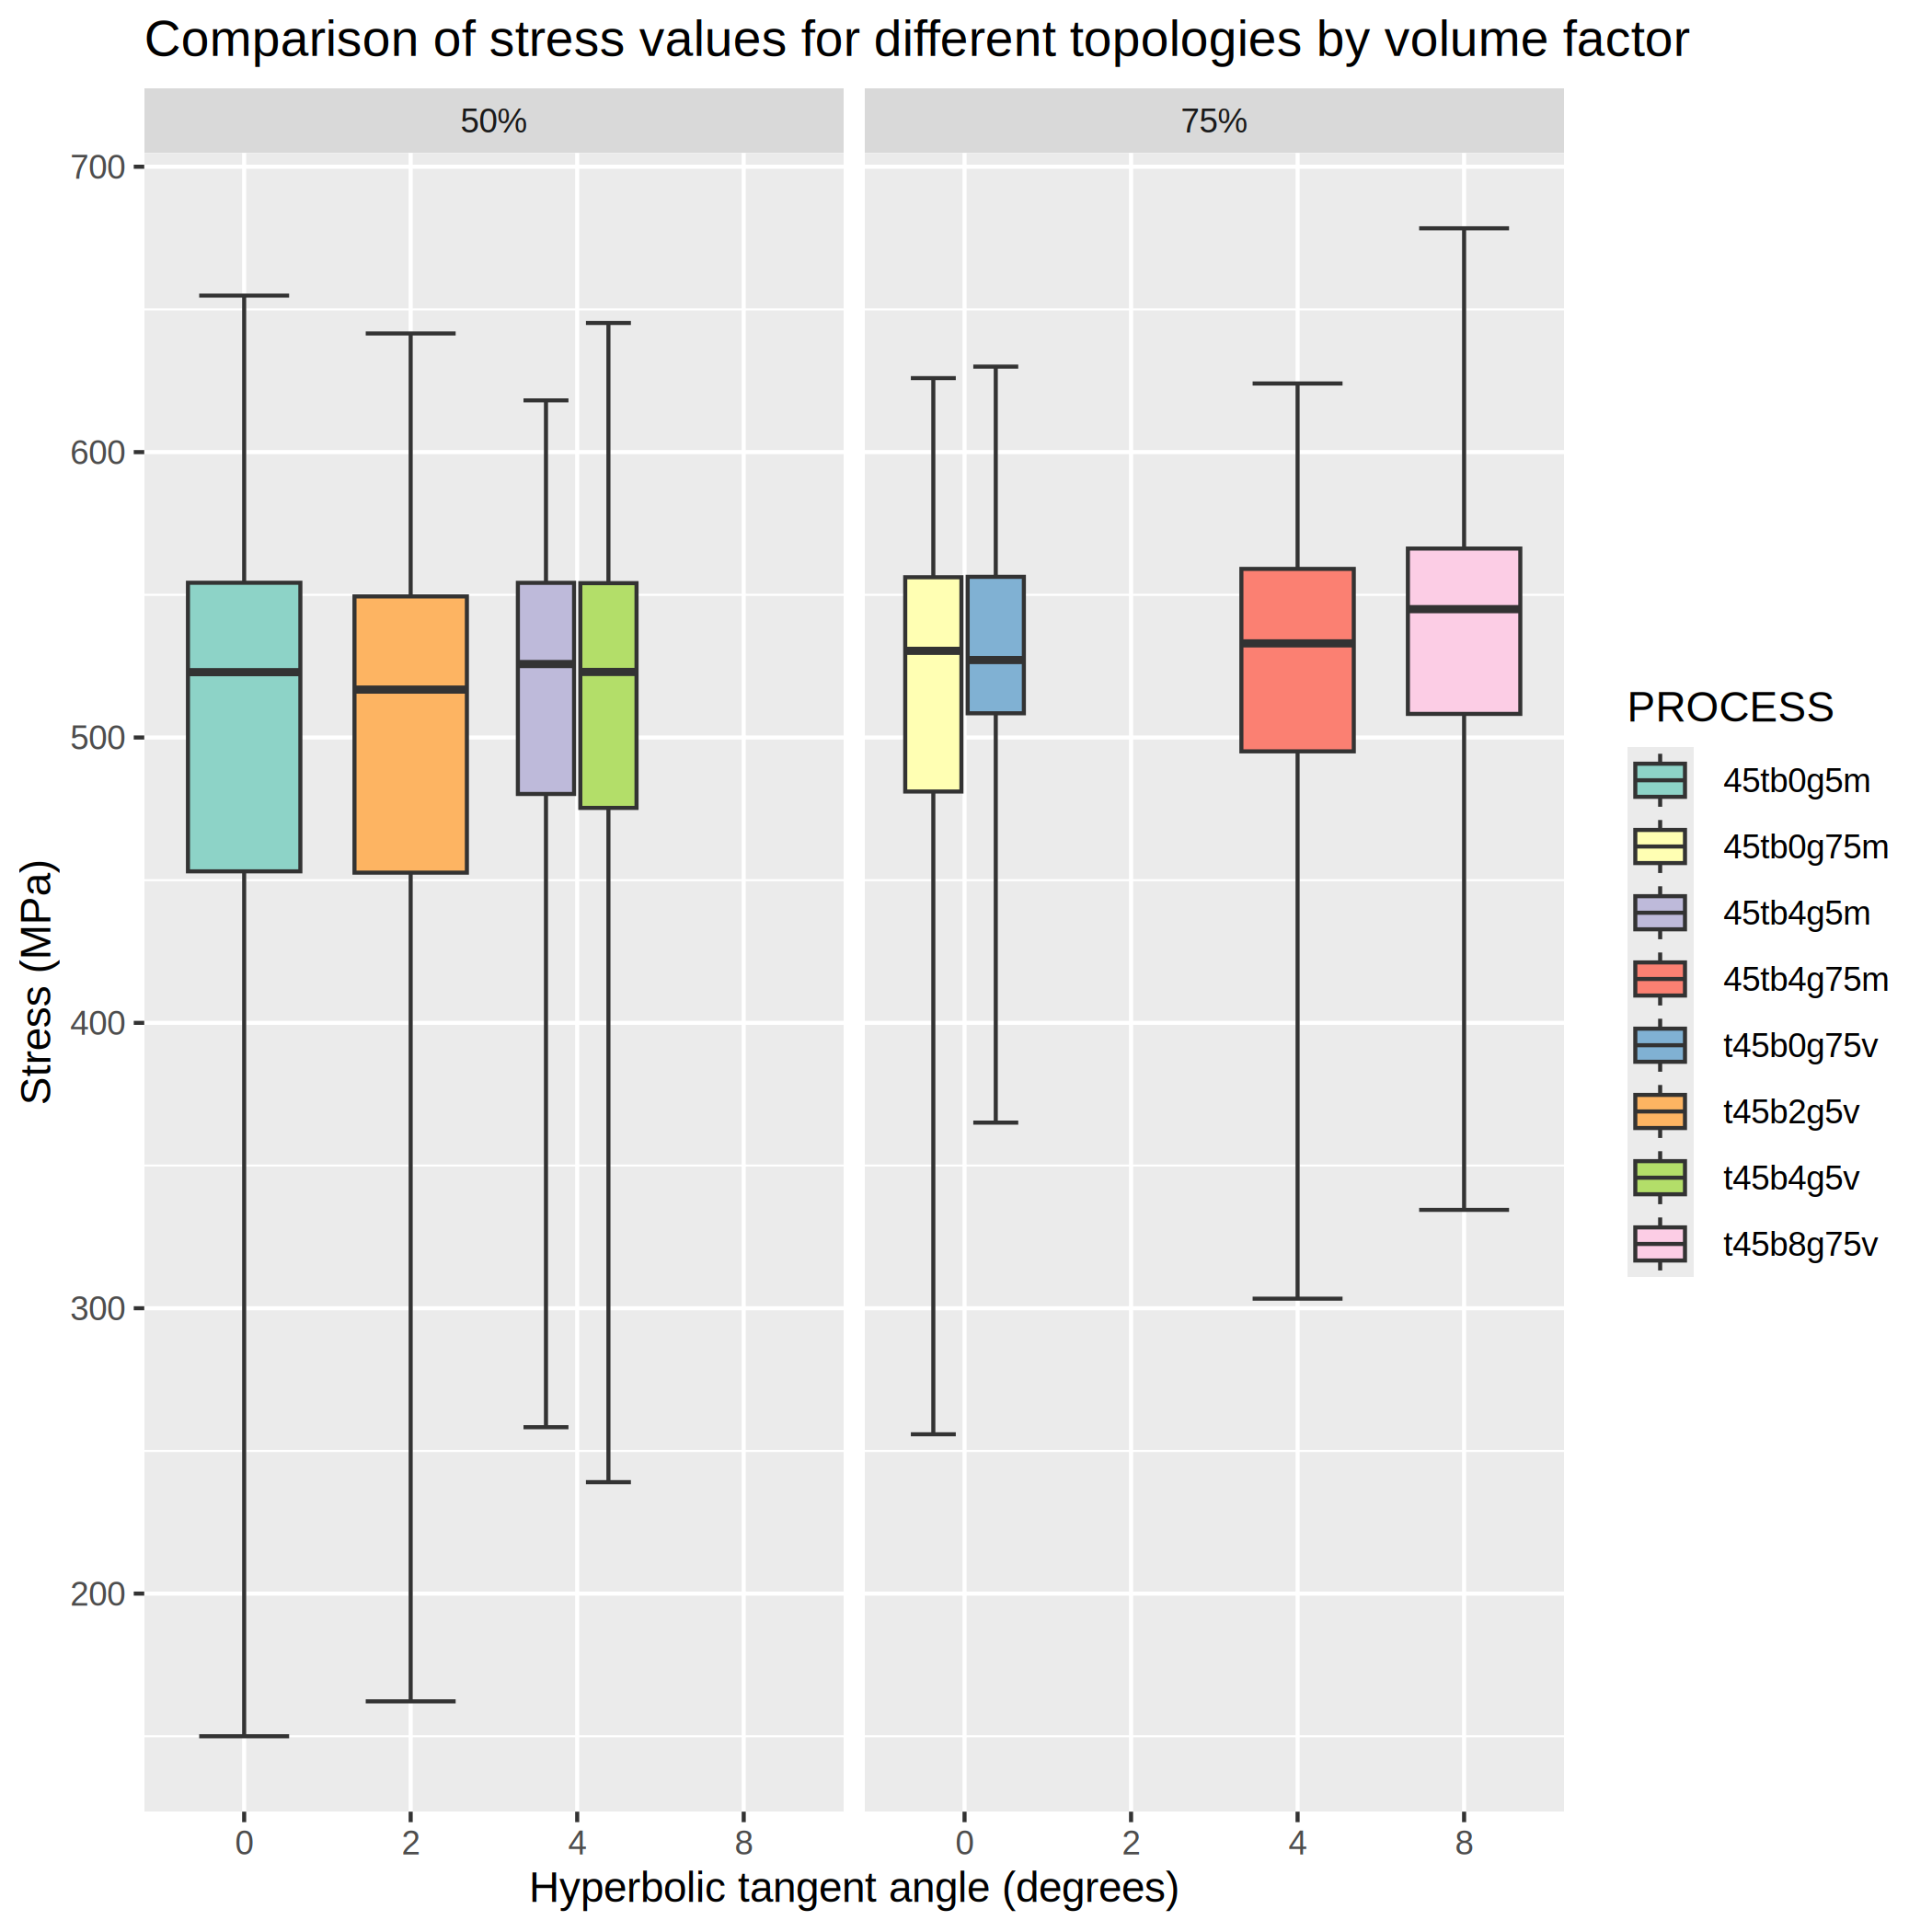 Comparison of stress values for different topologies by volume factor
50%
75%
700
600
500
400
300
200
Stress (MPa)
0 2 4 8
0 2 4 8
Hyperbolic tangent angle (degrees)
PROCESS
45tb0g5m
45tb0g75m
45tb4g5m
45tb4g75m
t45b0g75v
t45b2g5v
t45b4g5v
t45b8g75v